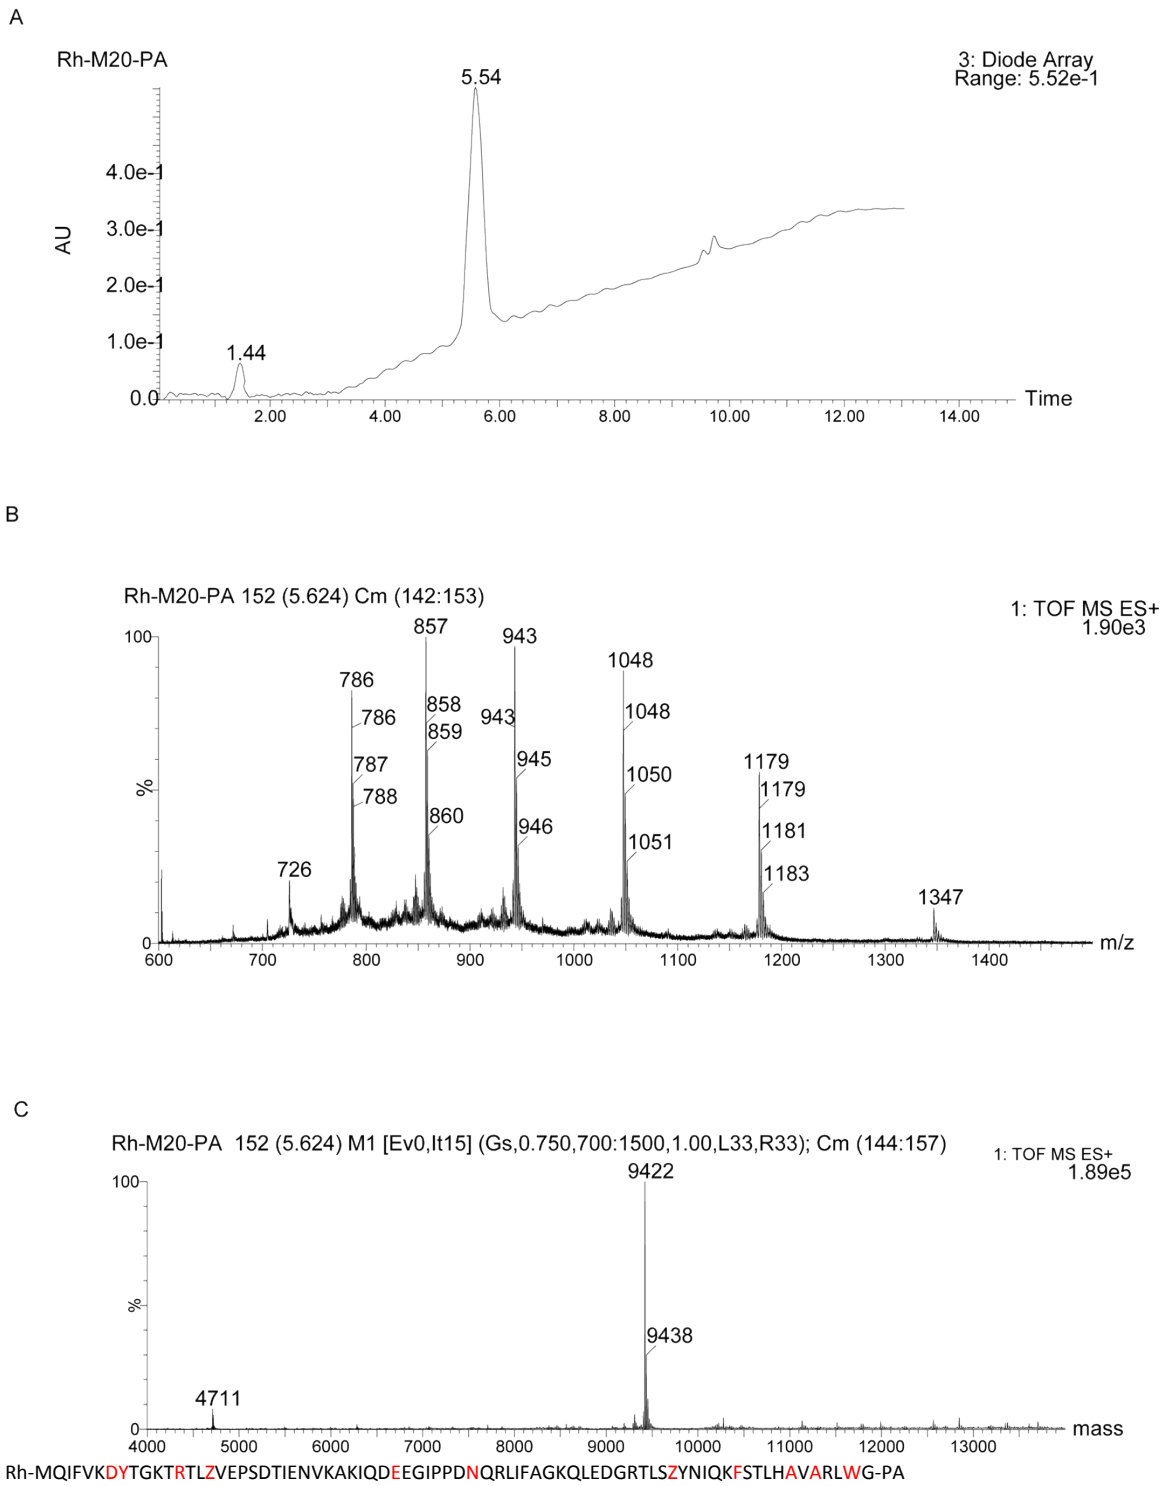 A
Rh-M20-PA
3: Diode Array
Range: 5.52e-1
5.54
4.0e-1
3.0e-1
AU
2.0e-1
1.0e-1
1.44
0.0
Time
2.00 4.00 6.00 8.00 10.00 12.00 14.00
B
Rh-M20-PA 152 (5.624) Cm (142:153)
1: TOF MS ES+
1.90e3
100
857
943
1048
786
858
943
1048
786
859
945
1179
787
1050
1179
%
788
860
946
1051
1181
726
1183
1347
0
m/z
600 700 800 900 1000 1100 1200 1300 1400
C
Rh-M20-PA 152 (5.624) M1 [Ev0,It15] (Gs,0.750,700:1500,1.00,L33,R33); Cm (144:157)
1: TOF MS ES+
1.89e5
100
9422
%
9438
4711
0
mass
4000 5000 6000 7000 8000 9000 10000 11000 12000 13000
Rh-MQIFVKDYTGKTRTLZVEPSDTIENVKAKIQDEEGIPPDNQRLIFAGKQLEDGRTLSZYNIQKFSTLHAVARLWG-PA